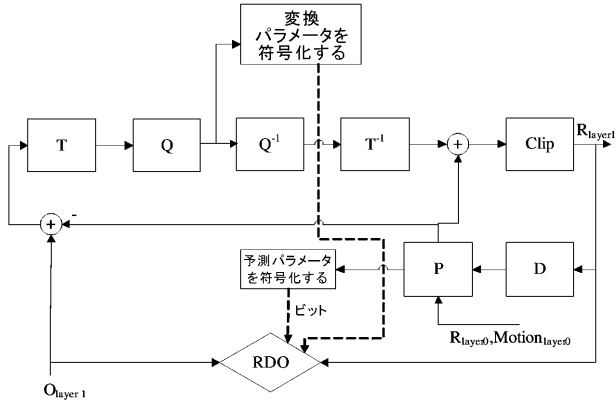 変換
パラメータを
符号化する
T
Q
Q-1
T-1
+
Clip
Rlayer1
+
-
予測パラメータ
を符号化する
P
D
ビット
Rlayer0,Motionlayer0
RDO
Olayer 1